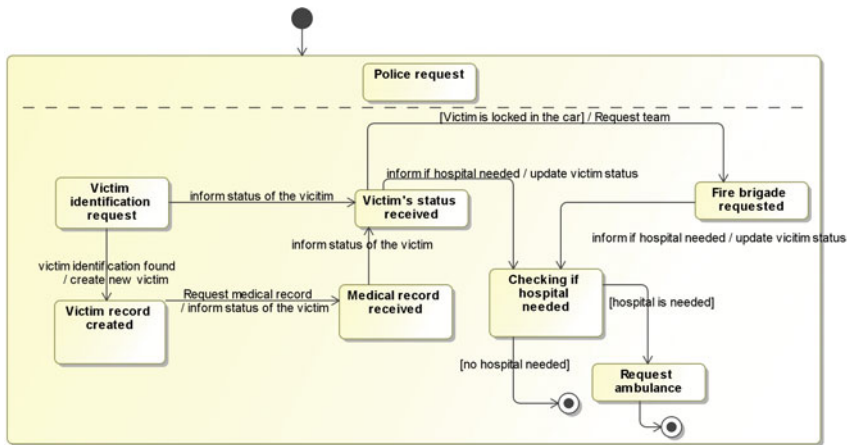 Police request
[Victim is locked in the car] / Request team
inform if hospital needed / update victim status
Victim
identification
request
inform status of the vicitim
Victim's status
received
Fire brigade
requested
inform status of the victim
inform if hospital needed / update vicitim status
victim identification found
/ create new victim
Victim record
created
Request medical record
/ inform status of the victim
Medical record
received
Checking if
hospital
needed
[hospital is needed]
[no hospital needed]
Request
ambulance